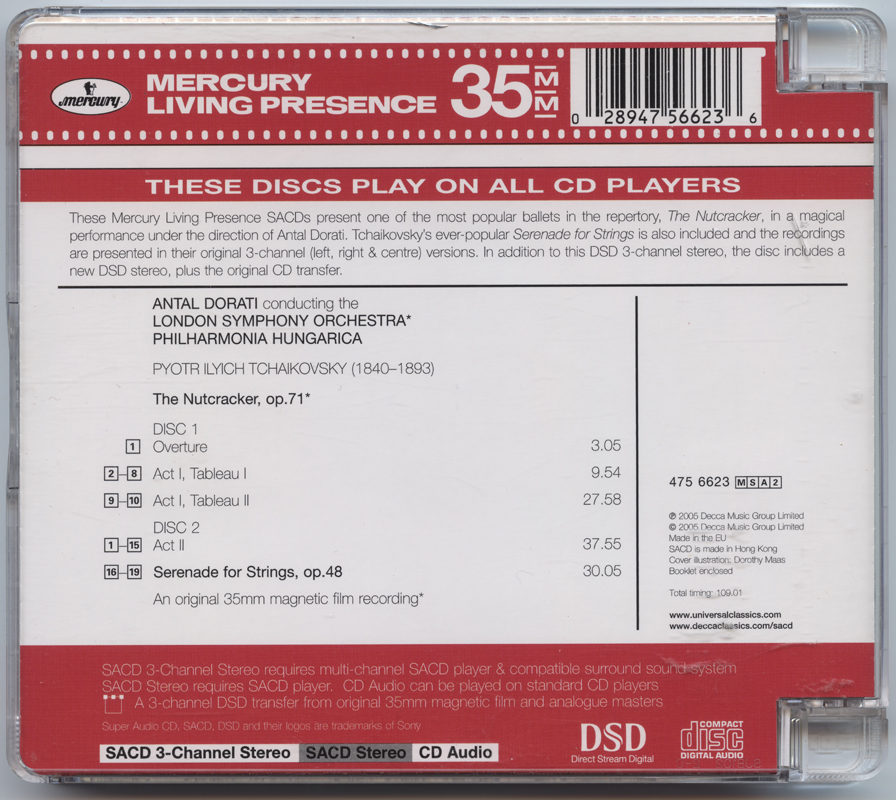 mercury
MERCURY
LIVING PRESENCE
35MM
0 28947 56623 6
THESE DISCS PLAY ON ALL CD PLAYERS
These Mercury Living Presence SACDs present one of the most popular ballets in the repertory, The Nutcracker, in a magical
performance under the direction of Antal Dorati. Tchaikovsky's ever-popular Serenade for Strings is also included and the recordings
are presented in their original 3-channel (left, right & centre) versions. In addition to this DSD 3-channel stereo, the disc includes a
new DSD stereo, plus the original CD transfer.
ANTAL DORATI conducting the
LONDON SYMPHONY ORCHESTRA*
PHILHARMONIA HUNGARICA
PYOTR ILYICH TCHAIKOVSKY (1840–1893)
The Nutcracker, op.71*
DISC 1
1 Overture 3.05
2–8 Act I, Tableau I 9.54
9–10 Act I, Tableau II 27.58
DISC 2
1–15 Act II 37.55
16–19 Serenade for Strings, op.48 30.05
An original 35mm magnetic film recording*
475 6623 MSA2
℗ 2005 Decca Music Group Limited
© 2005 Decca Music Group Limited
Made in the EU
SACD is made in Hong Kong
Cover illustration: Dorothy Maas
Booklet enclosed
Total timing: 109.01
www.universalclassics.com
www.deccaclassics.com/sacd
SACD 3-Channel Stereo requires multi-channel SACD player & compatible surround sound system
SACD Stereo requires SACD player. CD Audio can be played on standard CD players
A 3-channel DSD transfer from original 35mm magnetic film and analogue masters
Super Audio CD, SACD, DSD and their logos are trademarks of Sony
SACD 3-Channel Stereo SACD Stereo CD Audio
DSD
Direct Stream Digital
COMPACT
disc
DIGITAL AUDIO